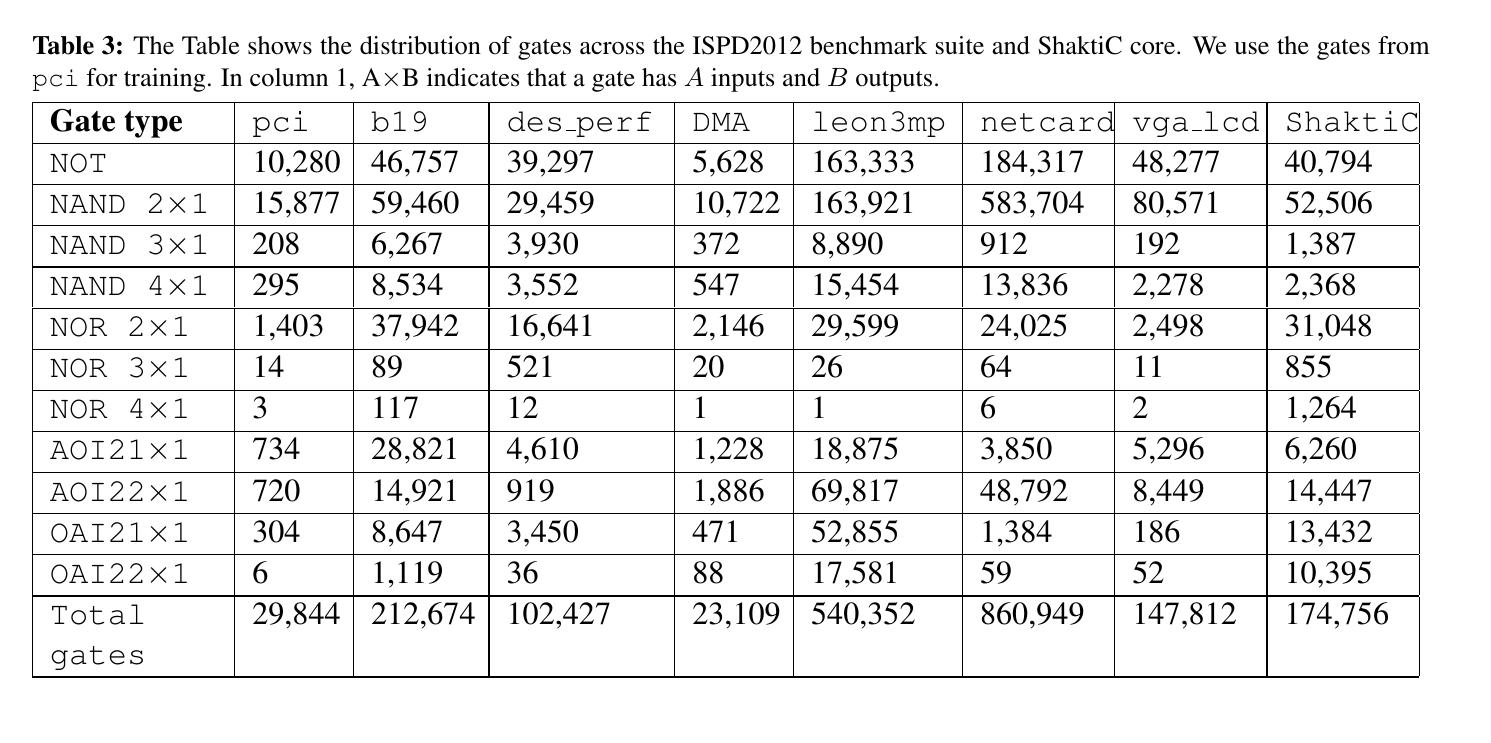 Table 3: The Table shows the distribution of gates across the ISPD2012 benchmark suite and ShaktiC core. We use the gates from
pci for training. In column 1, A×B indicates that a gate has A inputs and B outputs.
Gate type pci b19 des_perf DMA leon3mp netcard vga_lcd ShaktiC
NOT 10,280 46,757 39,297 5,628 163,333 184,317 48,277 40,794
NAND 2×1 15,877 59,460 29,459 10,722 163,921 583,704 80,571 52,506
NAND 3×1 208 6,267 3,930 372 8,890 912 192 1,387
NAND 4×1 295 8,534 3,552 547 15,454 13,836 2,278 2,368
NOR 2×1 1,403 37,942 16,641 2,146 29,599 24,025 2,498 31,048
NOR 3×1 14 89 521 20 26 64 11 855
NOR 4×1 3 117 12 1 1 6 2 1,264
AOI21×1 734 28,821 4,610 1,228 18,875 3,850 5,296 6,260
AOI22×1 720 14,921 919 1,886 69,817 48,792 8,449 14,447
OAI21×1 304 8,647 3,450 471 52,855 1,384 186 13,432
OAI22×1 6 1,119 36 88 17,581 59 52 10,395
Total 29,844 212,674 102,427 23,109 540,352 860,949 147,812 174,756
gates